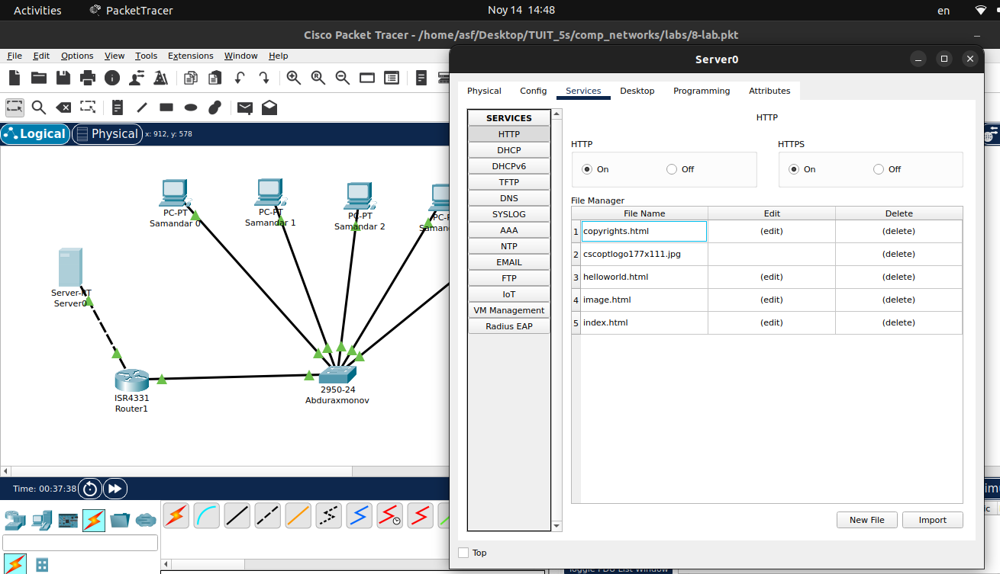 Activities
PacketTracer
Noy 14 14:48
en
Cisco Packet Tracer - /home/asf/Desktop/TUIT_5s/comp_networks/labs/8-lab.pkt
File Edit Options View Tools Extensions Window Help
Logical
Physical
x: 912, y: 578
PC-PT
Samandar 0
PC-PT
Samandar 1
PC-PT
Samandar 2
Server-PT
Server0
ISR4331
Router1
2950-24
Abduraxmonov
Time: 00:37:38
Server0
Physical Config Services Desktop Programming Attributes
SERVICES
HTTP
DHCP
DHCPv6
TFTP
DNS
SYSLOG
AAA
NTP
EMAIL
FTP
IoT
VM Management
Radius EAP
HTTP
HTTP
On
Off
HTTPS
On
Off
File Manager
File Name Edit Delete
1 copyrights.html (edit) (delete)
2 cscoptlogo177x111.jpg (delete)
3 helloworld.html (edit) (delete)
4 image.html (edit) (delete)
5 index.html (edit) (delete)
New File
Import
Top
Toggle PDU List Window